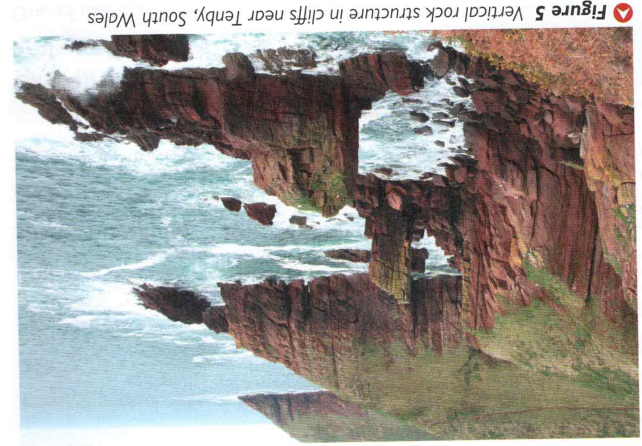 Figure 5 Vertical rock structure in cliffs near Tenby, South Wales